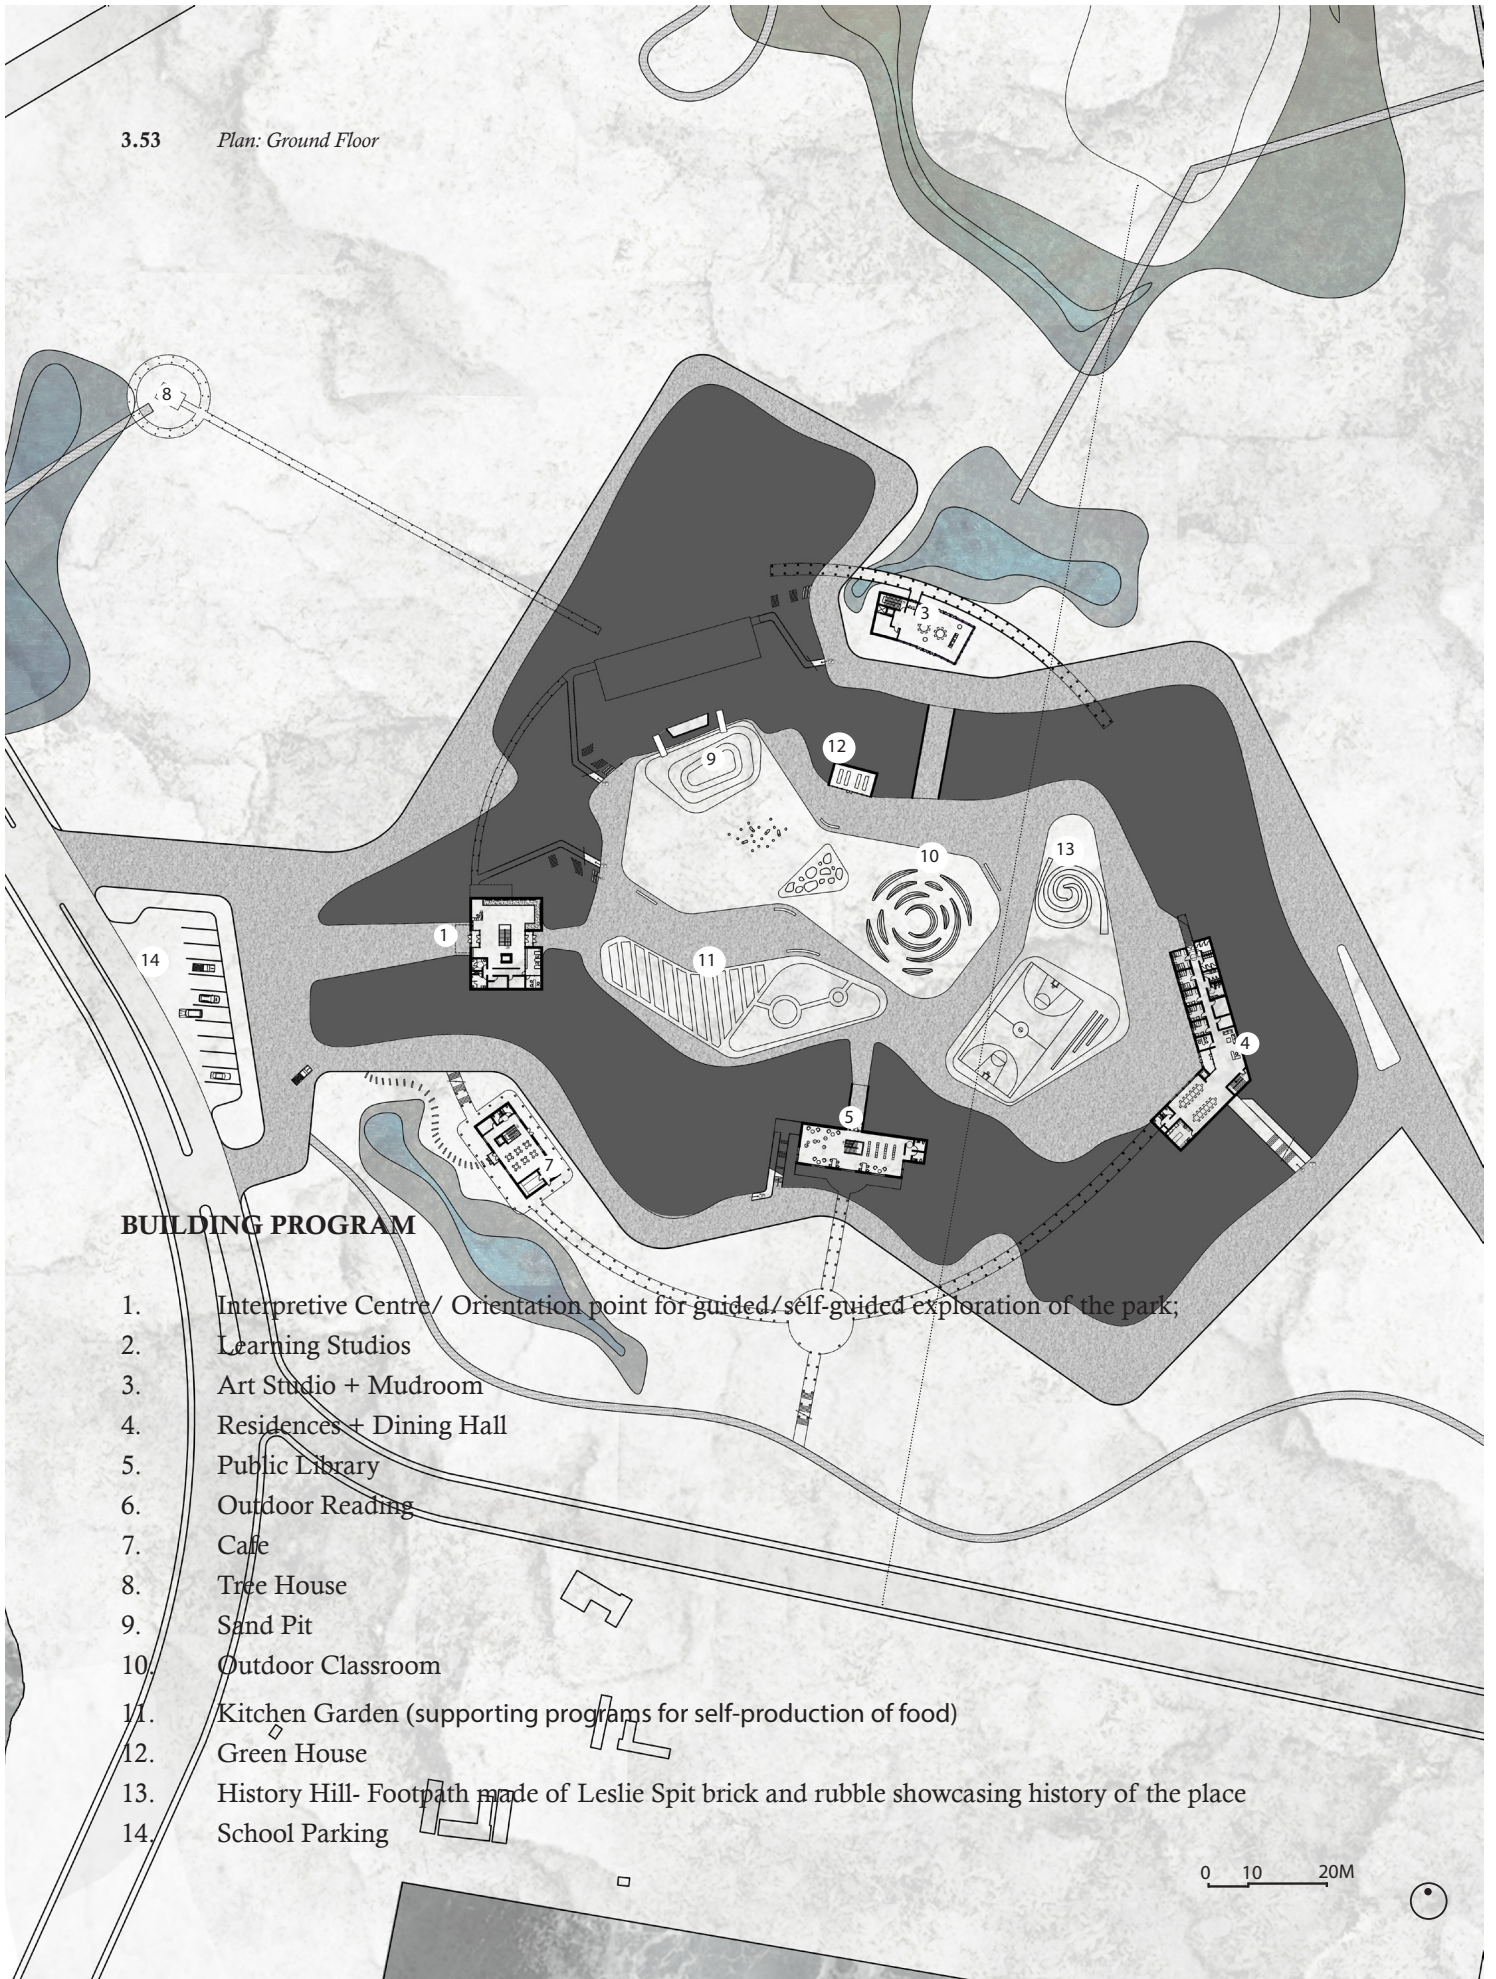 3.53 Plan: Ground Floor
8
3
12
9
10
13
1
11
14
4
5
7
BUILDING PROGRAM
1. Interpretive Centre/ Orientation point for guided/self-guided exploration of the park;
2. Learning Studios
3. Art Studio + Mudroom
4. Residences + Dining Hall
5. Public Library
6. Outdoor Reading
7. Cafe
8. Tree House
9. Sand Pit
10. Outdoor Classroom
11. Kitchen Garden (supporting programs for self-production of food)
12. Green House
13. History Hill- Footpath made of Leslie Spit brick and rubble showcasing history of the place
14. School Parking
0 10 20M